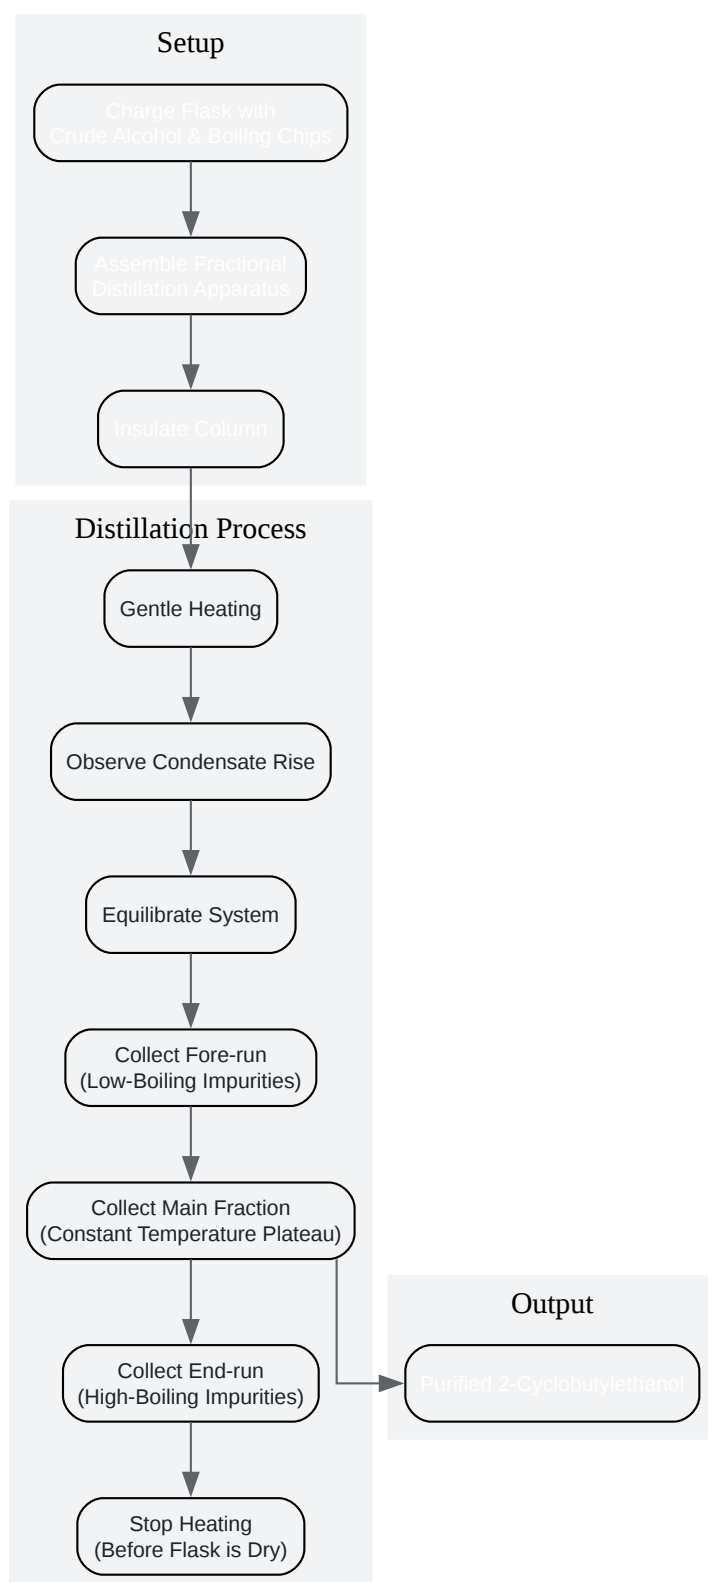 Setup
Charge Flask with
Crude Alcohol & Boiling Chips
Assemble Fractional
Distillation Apparatus
Insulate Column
Distillation Process
Gentle Heating
Observe Condensate Rise
Equilibrate System
Collect Fore-run
(Low-Boiling Impurities)
Collect Main Fraction
(Constant Temperature Plateau)
Output
Purified 2-Cyclobutylethanol
Collect End-run
(High-Boiling Impurities)
Stop Heating
(Before Flask is Dry)